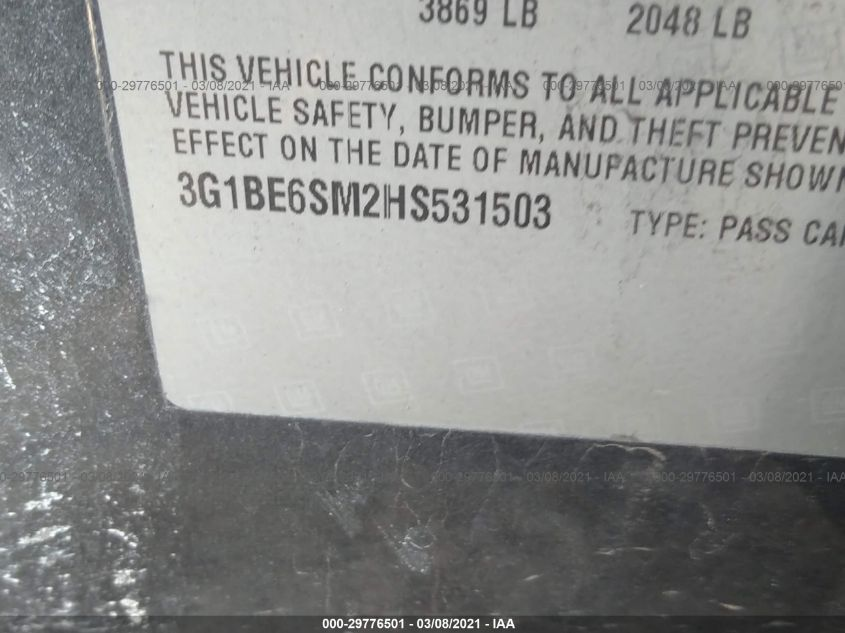 3869 LB 2048 LB
THIS VEHICLE CONFORMS TO ALL APPLICABLE
VEHICLE SAFETY, BUMPER, AND THEFT PREVEN
EFFECT ON THE DATE OF MANUFACTURE SHOWN
3G1BE6SM2HS531503 TYPE: PASS CAR
000-29776501 - 03/08/2021 - IAA